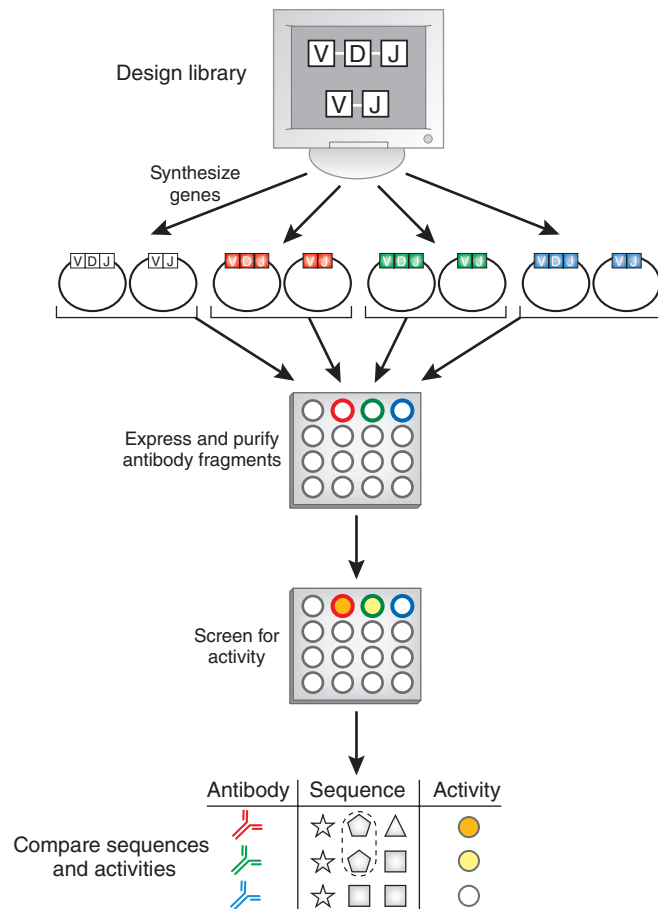 V D J
Design library
V J
Synthesize
genes
V D J V J V D J V J V D J V J V D J V J
Express and purify
antibody fragments
Screen for
activity
Antibody Sequence Activity
Compare sequences
and activities